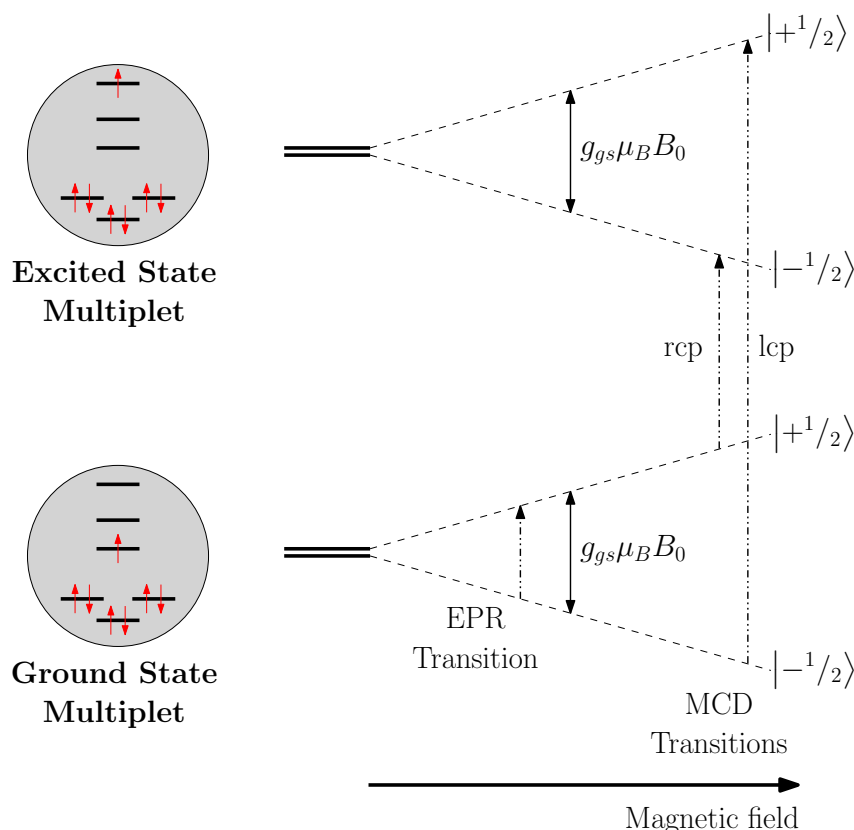 |+1/2⟩
g_gs μ_B B_0
Excited State
Multiplet
|−1/2⟩
rcp
lcp
|+1/2⟩
g_gs μ_B B_0
EPR
Transition
Ground State
Multiplet
|−1/2⟩
MCD
Transitions
Magnetic field